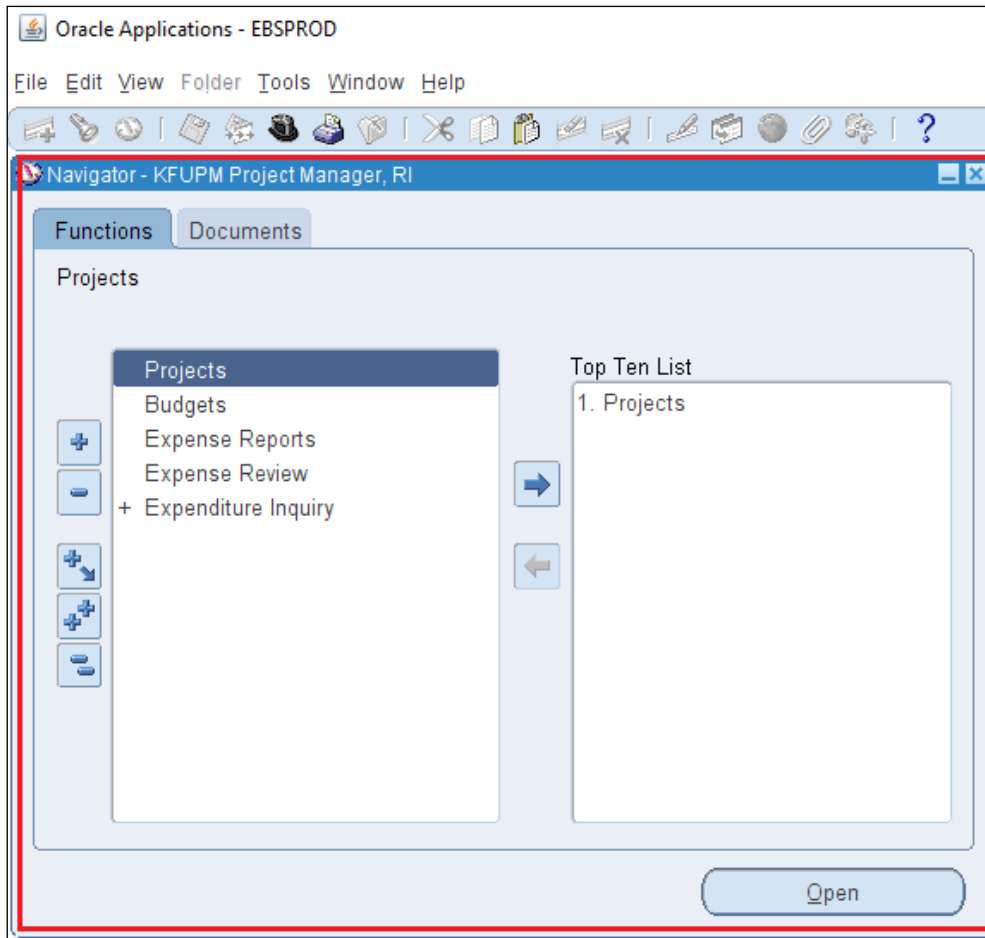 Oracle Applications - EBSPROD
File Edit View Folder Tools Window Help
Navigator - KFUPM Project Manager, RI
Functions Documents
Projects
Projects
Budgets
Expense Reports
Expense Review
+ Expenditure Inquiry
Top Ten List
1. Projects
Open